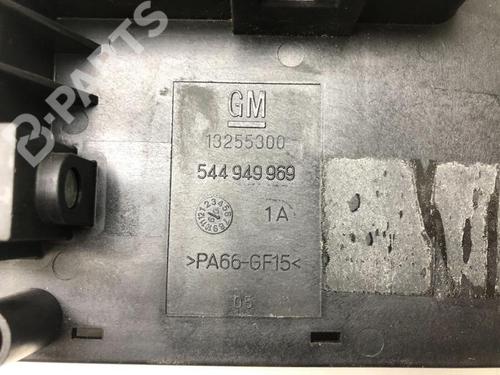 B-PARTS
GM
13255300
544 949 969
1A
>PA66-GF15<
05